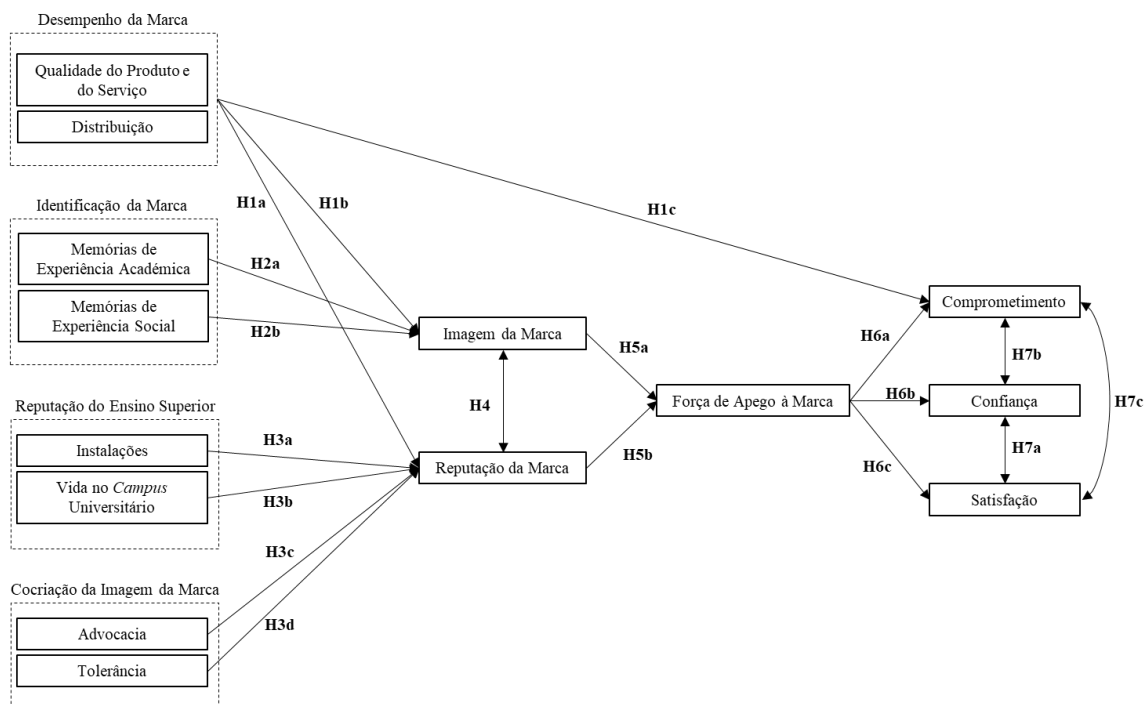 Desempenho da Marca
Qualidade do Produto e
do Serviço
Distribuição
Identificação da Marca
Memórias de
Experiência Académica
Memórias de
Experiência Social
Reputação do Ensino Superior
Instalações
Vida no Campus
Universitário
Cocriação da Imagem da Marca
Advocacia
Tolerância
H1a
H1b
H1c
H2a
H2b
H3a
H3b
H3c
H3d
Imagem da Marca
H4
Reputação da Marca
H5a
H5b
Força de Apego à Marca
H6a
H6b
H6c
Comprometimento
H7b
Confiança
H7a
Satisfação
H7c